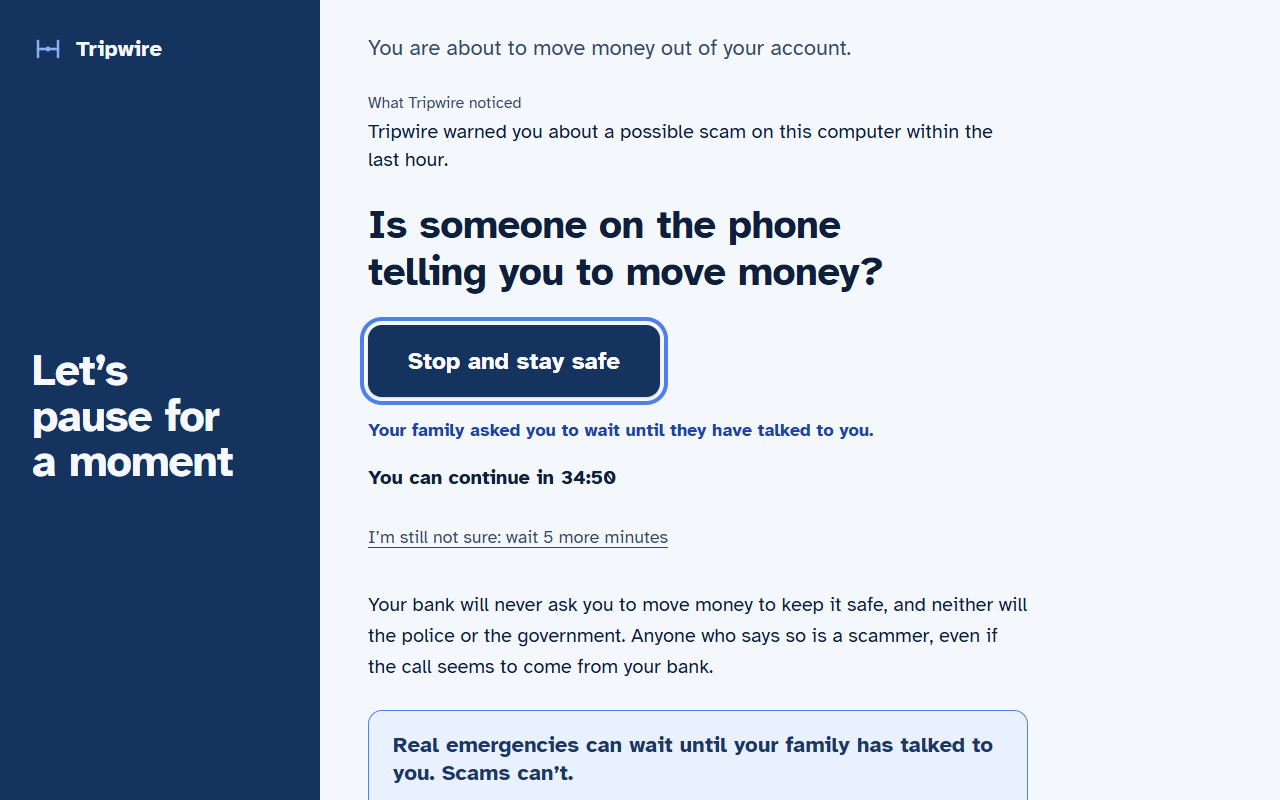 Tripwire
Let’s
pause for
a moment
You are about to move money out of your account.
What Tripwire noticed
Tripwire warned you about a possible scam on this computer within the
last hour.
Is someone on the phone
telling you to move money?
Stop and stay safe
Your family asked you to wait until they have talked to you.
You can continue in 34:50
I’m still not sure: wait 5 more minutes
Your bank will never ask you to move money to keep it safe, and neither will
the police or the government. Anyone who says so is a scammer, even if
the call seems to come from your bank.
Real emergencies can wait until your family has talked to
you. Scams can’t.